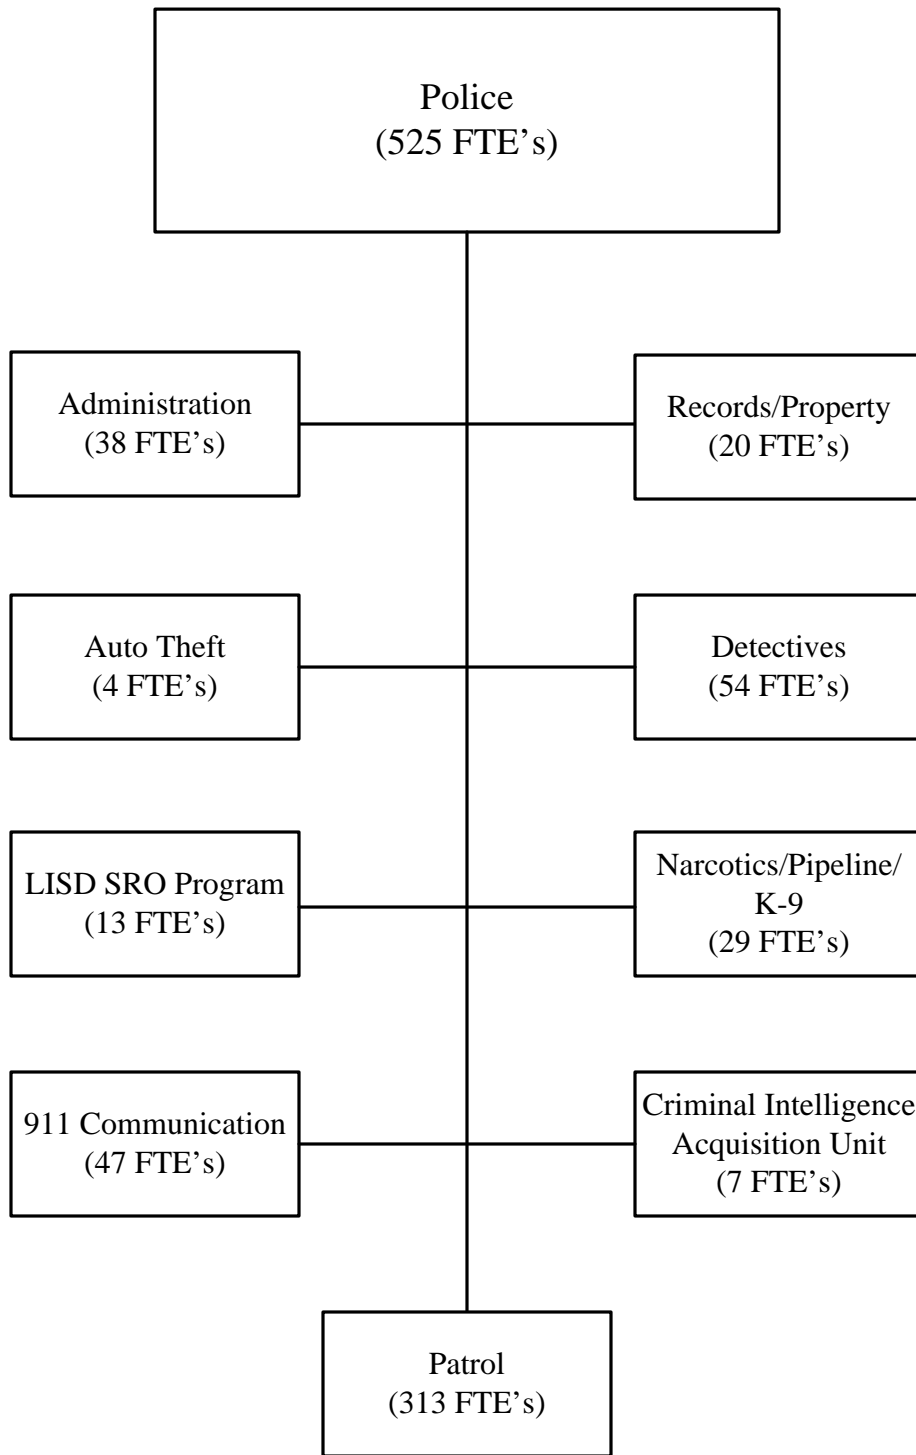 Police
(525 FTE’s)
Administration
(38 FTE’s)
Records/Property
(20 FTE’s)
Auto Theft
(4 FTE’s)
Detectives
(54 FTE’s)
LISD SRO Program
(13 FTE’s)
Narcotics/Pipeline/
K-9
(29 FTE’s)
911 Communication
(47 FTE’s)
Criminal Intelligence
Acquisition Unit
(7 FTE’s)
Patrol
(313 FTE’s)